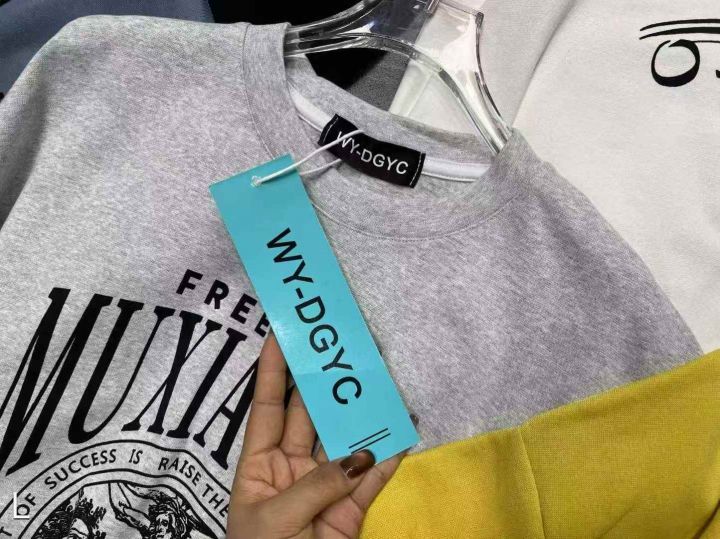 WY-DGYC
WY-DGYC
FREE
MUXIA
OF SUCCESS IS RAISE THE
b